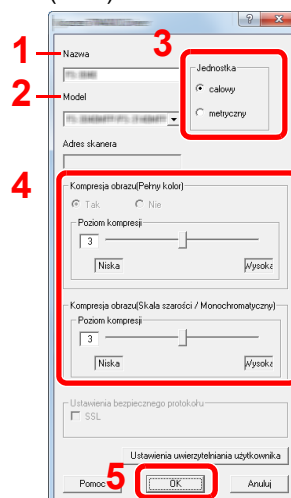 1
Nazwa
3
Jednostka
calowy
metryczny
2
Model
Adres skanera
4
Kompresja obrazu(Pełny kolor)
Tak Nie
Poziom kompresji
3
Niska Wysoka
Kompresja obrazu(Skala szarości / Monochromatyczny)
Poziom kompresji
3
Niska Wysoka
Ustawienia bezpiecznego protokołu
SSL
Ustawienia uwierzytelniania użytkownika
5
Pomoc OK Anuluj